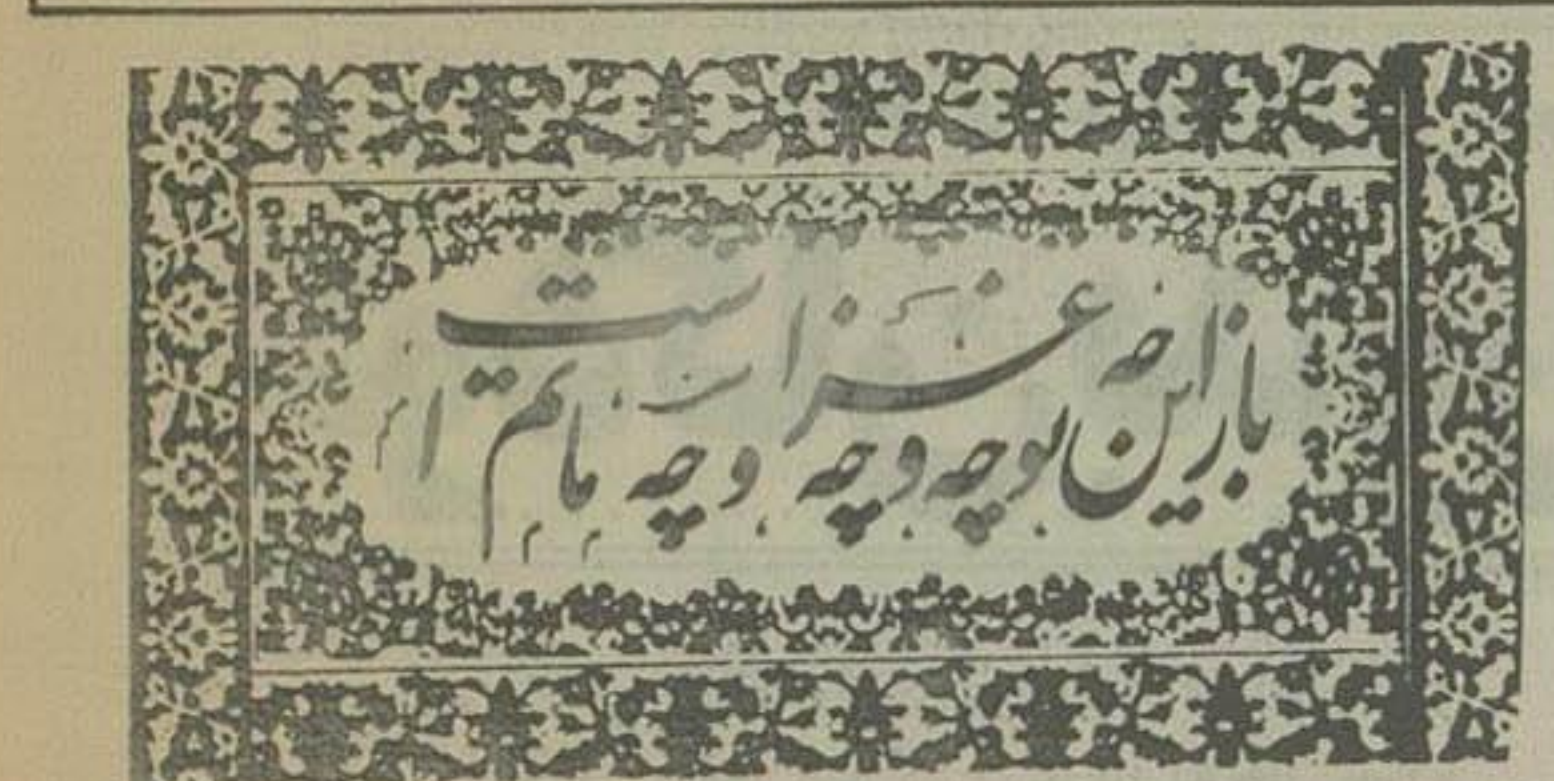 باز این چه نوحه و چه عزا و چه ماتم است